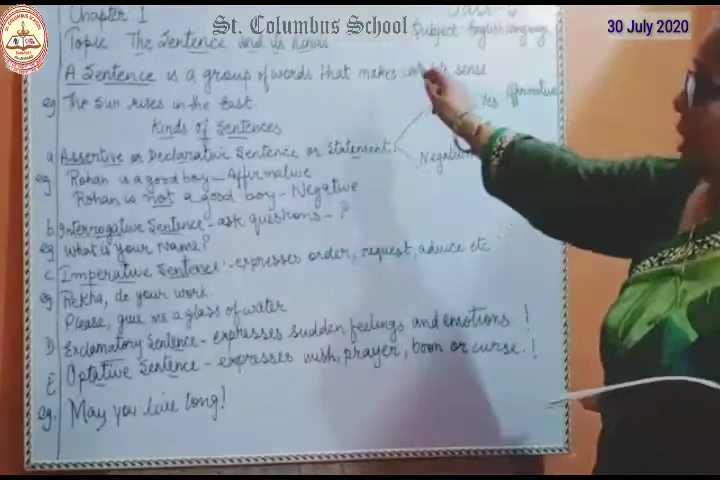 St. Columbus School
30 July 2020
Chapter 1
Subject English Language
Topic The Sentence and its kinds
A Sentence is a group of words that makes sense
eg The Sun rises in the East
Yes Affirmative
Kinds of Sentences
a Assertive or Declarative Sentence or Statement
Negative
eg Rohan is a good boy - Affirmative
Rohan is not a good boy - Negative
b. Interrogative Sentence - ask questions - ?
eg What is your Name?
C Imperative Sentence - expresses order, request, advice etc
eg Rekha, do your work.
Please, give me a glass of water
D Exclamatory Sentence - expresses sudden feelings and emotions !
E Optative Sentence - expresses wish, prayer, boon or curse. !
eg. May you live long!